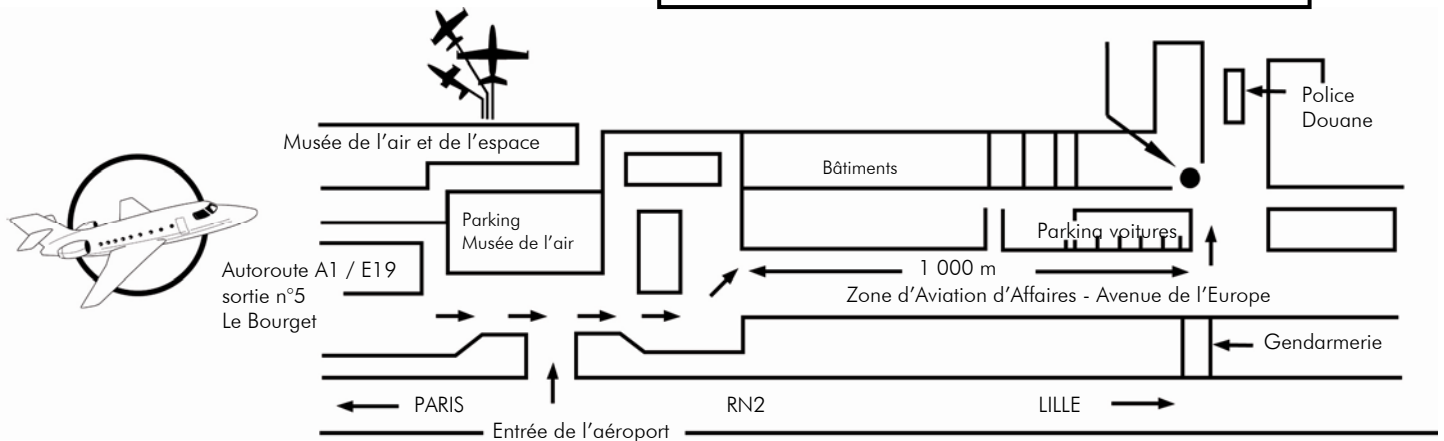 Police
Douane
Musée de l'air et de l'espace
Bâtiments
Parking
Musée de l'air
Parking voitures
Autoroute A1 / E19
sortie n°5
Le Bourget
1 000 m
Zone d'Aviation d'Affaires - Avenue de l'Europe
Gendarmerie
PARIS
RN2
LILLE
Entrée de l'aéroport